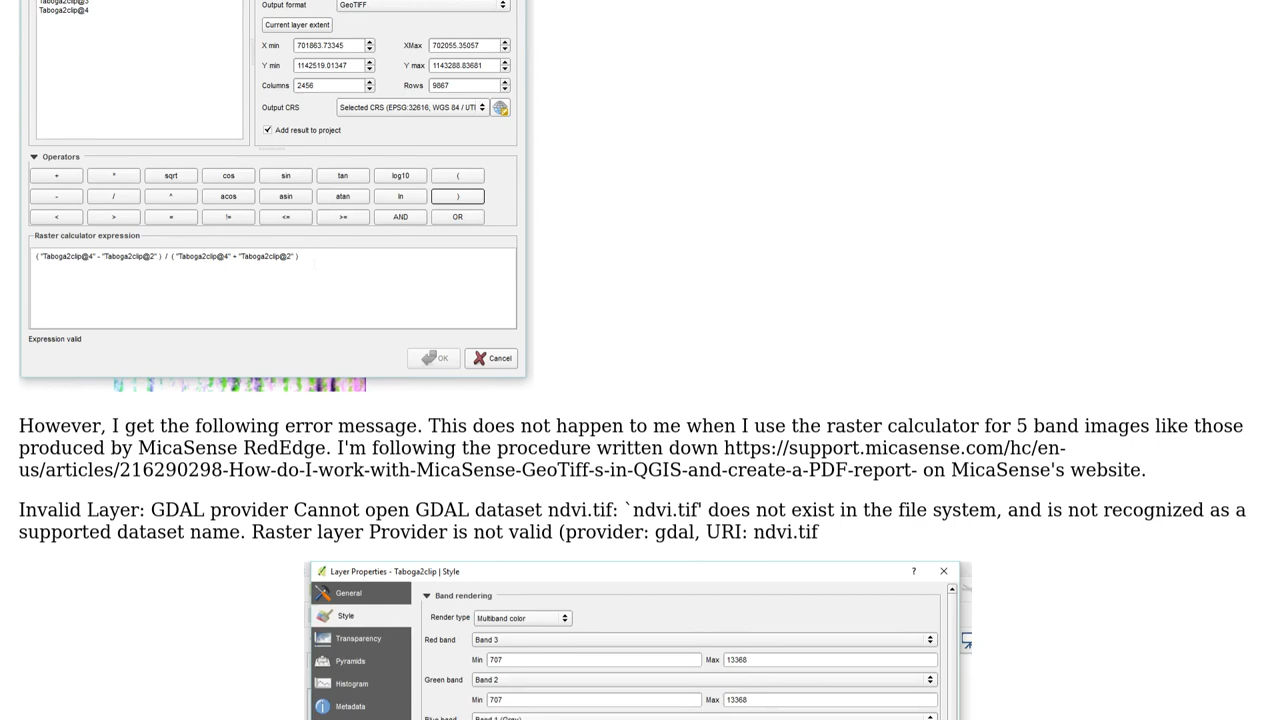 Taboga2clip@3
Taboga2clip@4
Output format GeoTIFF
Current layer extent
X min 701863.73345 XMax 702055.35057
Y min 1142519.01347 Y max 1143288.83681
Columns 2456 Rows 9867
Output CRS Selected CRS (EPSG:32616, WGS 84 / UTI
Add result to project
Operators
+ * sqrt cos sin tan log10 (
- / ^ acos asin atan ln )
< > = != <= >= AND OR
Raster calculator expression
( "Taboga2clip@4" - "Taboga2clip@2" ) / ( "Taboga2clip@4" + "Taboga2clip@2" )
Expression valid
OK Cancel
However, I get the following error message. This does not happen to me when I use the raster calculator for 5 band images like those
produced by MicaSense RedEdge. I'm following the procedure written down https://support.micasense.com/hc/en-
us/articles/216290298-How-do-I-work-with-MicaSense-GeoTiff-s-in-QGIS-and-create-a-PDF-report- on MicaSense's website.
Invalid Layer: GDAL provider Cannot open GDAL dataset ndvi.tif: `ndvi.tif' does not exist in the file system, and is not recognized as a
supported dataset name. Raster layer Provider is not valid (provider: gdal, URI: ndvi.tif
Layer Properties - Taboga2clip | Style ? ×
General
Style
Transparency
Pyramids
Histogram
Metadata
Band rendering
Render type Multiband color
Red band Band 3
Min 707 Max 13368
Green band Band 2
Min 707 Max 13368
Blue band Band 1 (Gray)